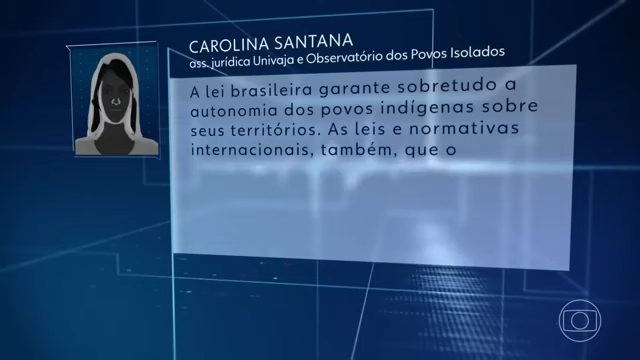 CAROLINA SANTANA
ass. jurídica Univaja e Observatório dos Povos Isolados
A lei brasileira garante sobretudo a
autonomia dos povos indígenas sobre
seus territórios. As leis e normativas
internacionais, também, que o